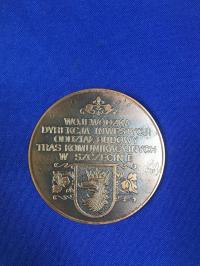 WOJEWÓDZKA
DYREKCJA INWESTYCJI
ODDZIAŁ BUDOWY
TRAS KOMUNIKACYJNYCH
W SZCZECINIE